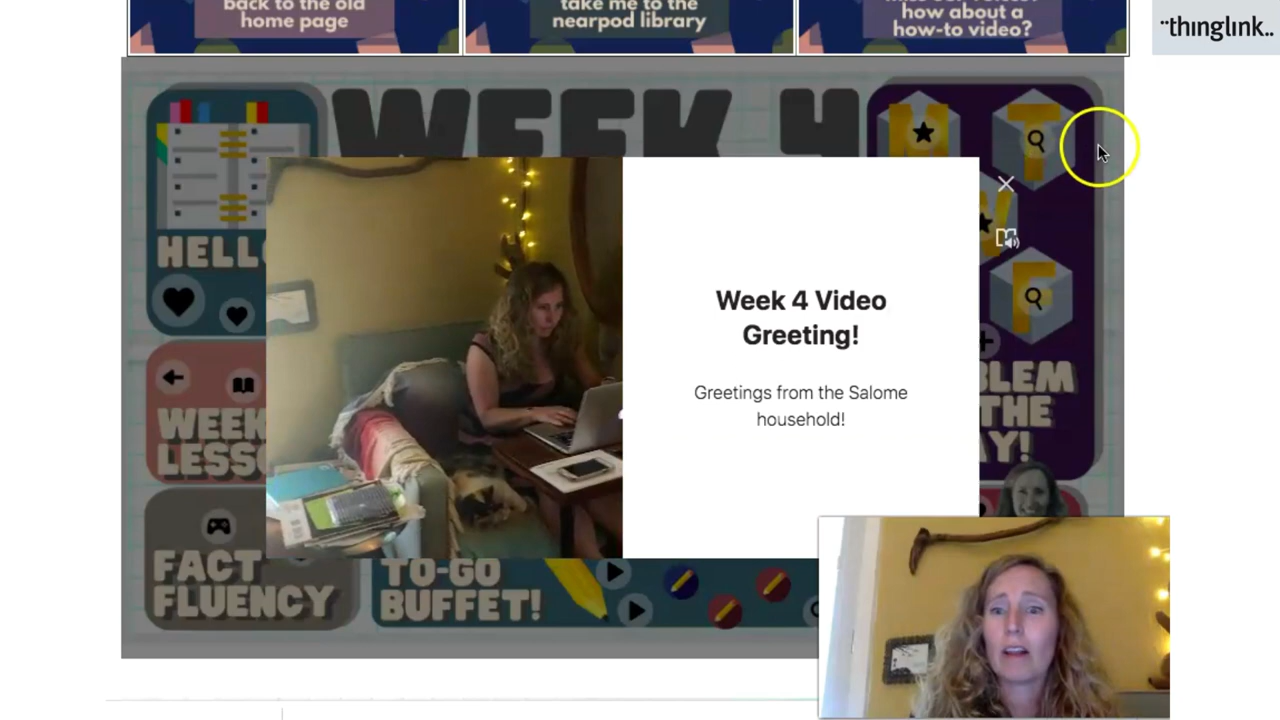 back to the old
home page
take me to the
nearpod library
how about a
how-to video?
¨thinglink..
WEEK 4
HELLO
T
F
Week 4 Video
Greeting!
Greetings from the Salome
household!
WEEK
LESSO
BLEM
THE
AY!
FACT
FLUENCY
TO-GO
BUFFET!